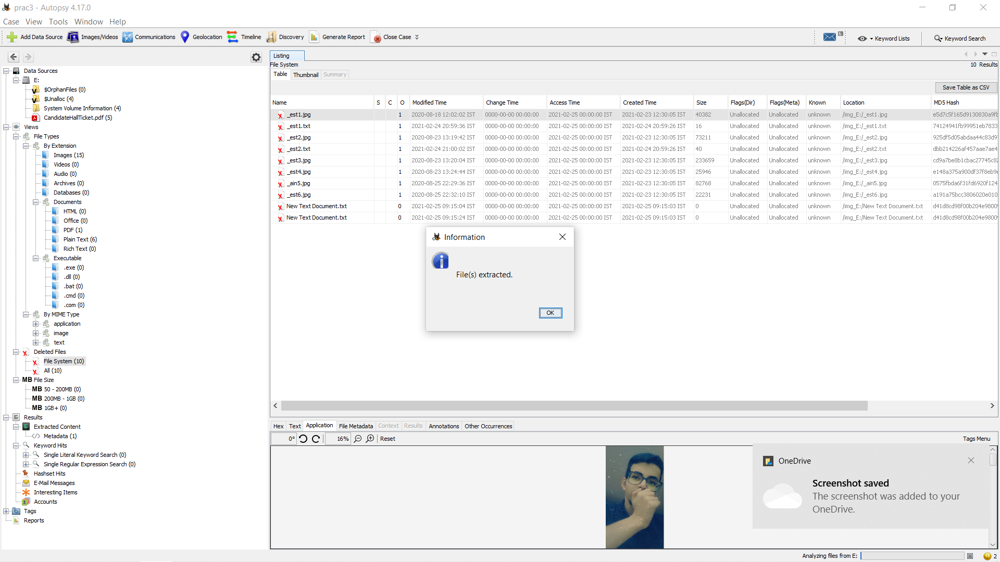 prac3 - Autopsy 4.17.0
Case View Tools Window Help
Add Data Source Images/Videos Communications Geolocation Timeline Discovery Generate Report Close Case 6 Keyword Lists Keyword Search
Data Sources
E:
$OrphanFiles (0)
$Unalloc (4)
System Volume Information (4)
CandidateHallTicket.pdf (5)
Views
File Types
By Extension
Images (15)
Videos (0)
Audio (0)
Archives (0)
Databases (0)
Documents
HTML (0)
Office (0)
PDF (1)
Plain Text (6)
Rich Text (0)
Executable
.exe (0)
.dll (0)
.bat (0)
.cmd (0)
.com (0)
By MIME Type
application
image
text
Deleted Files
File System (10)
All (10)
MB File Size
MB 50 - 200MB (0)
MB 200MB - 1GB (0)
MB 1GB+ (0)
Results
Extracted Content
Metadata (1)
Keyword Hits
Single Literal Keyword Search (0)
Single Regular Expression Search (0)
Hashset Hits
E-Mail Messages
Interesting Items
Accounts
Tags
Reports
Listing
File System 10 Results
Table Thumbnail Summary
Save Table as CSV
Name S C O Modified Time Change Time Access Time Created Time Size Flags(Dir) Flags(Meta) Known Location MD5 Hash
_est1.jpg 1 2020-08-18 12:02:02 IST 0000-00-00 00:00:00 2021-02-25 00:00:00 IST 2021-02-23 12:30:05 IST 40382 Unallocated Unallocated unknown /img_E:/_est1.jpg e5d7c5f165d9130830a9fb
_est1.txt 1 2021-02-24 20:59:36 IST 0000-00-00 00:00:00 2021-02-25 00:00:00 IST 2021-02-24 20:59:26 IST 16 Unallocated Unallocated unknown /img_E:/_est1.txt 74124941fb99951eb7833
_est2.jpg 1 2020-08-23 13:19:42 IST 0000-00-00 00:00:00 2021-02-25 00:00:00 IST 2021-02-23 12:30:05 IST 73211 Unallocated Unallocated unknown /img_E:/_est2.jpg 925df5d05abdaa44c83d9
_est2.txt 1 2021-02-24 21:00:02 IST 0000-00-00 00:00:00 2021-02-25 00:00:00 IST 2021-02-24 20:59:26 IST 40 Unallocated Unallocated unknown /img_E:/_est2.txt dbb214226af457aae7ae4
_est3.jpg 1 2020-08-23 13:20:04 IST 0000-00-00 00:00:00 2021-02-25 00:00:00 IST 2021-02-23 12:30:05 IST 233659 Unallocated Unallocated unknown /img_E:/_est3.jpg cd9a7be8b1cbac27745c82
_est4.jpg 1 2020-08-23 13:24:44 IST 0000-00-00 00:00:00 2021-02-25 00:00:00 IST 2021-02-23 12:30:05 IST 25946 Unallocated Unallocated unknown /img_E:/_est4.jpg e148a375a900df37f8eb9e
_ain5.jpg 1 2020-08-25 22:29:36 IST 0000-00-00 00:00:00 2021-02-25 00:00:00 IST 2021-02-23 12:30:05 IST 82768 Unallocated Unallocated unknown /img_E:/_ain5.jpg 0575fbda6f31fd6920f124
_est6.jpg 1 2020-08-25 22:32:10 IST 0000-00-00 00:00:00 2021-02-25 00:00:00 IST 2021-02-23 12:30:05 IST 22231 Unallocated Unallocated unknown /img_E:/_est6.jpg a191a75bcc3806020e010
New Text Document.txt 0 2021-02-25 09:15:04 IST 0000-00-00 00:00:00 2021-02-25 00:00:00 IST 2021-02-25 09:15:03 IST 0 Unallocated Unallocated unknown /img_E:/New Text Document.txt d41d8cd98f00b204e9800
New Text Document.txt 0 2021-02-25 09:15:24 IST 0000-00-00 00:00:00 2021-02-25 00:00:00 IST 2021-02-25 09:15:03 IST 0 Unallocated Unallocated unknown /img_E:/New Text Document.txt d41d8cd98f00b204e9800
Information
File(s) extracted.
OK
Hex Text Application File Metadata Context Results Annotations Other Occurrences
0° 16% Reset Tags Menu
OneDrive
Screenshot saved
The screenshot was added to your
OneDrive.
Analyzing files from E: 2